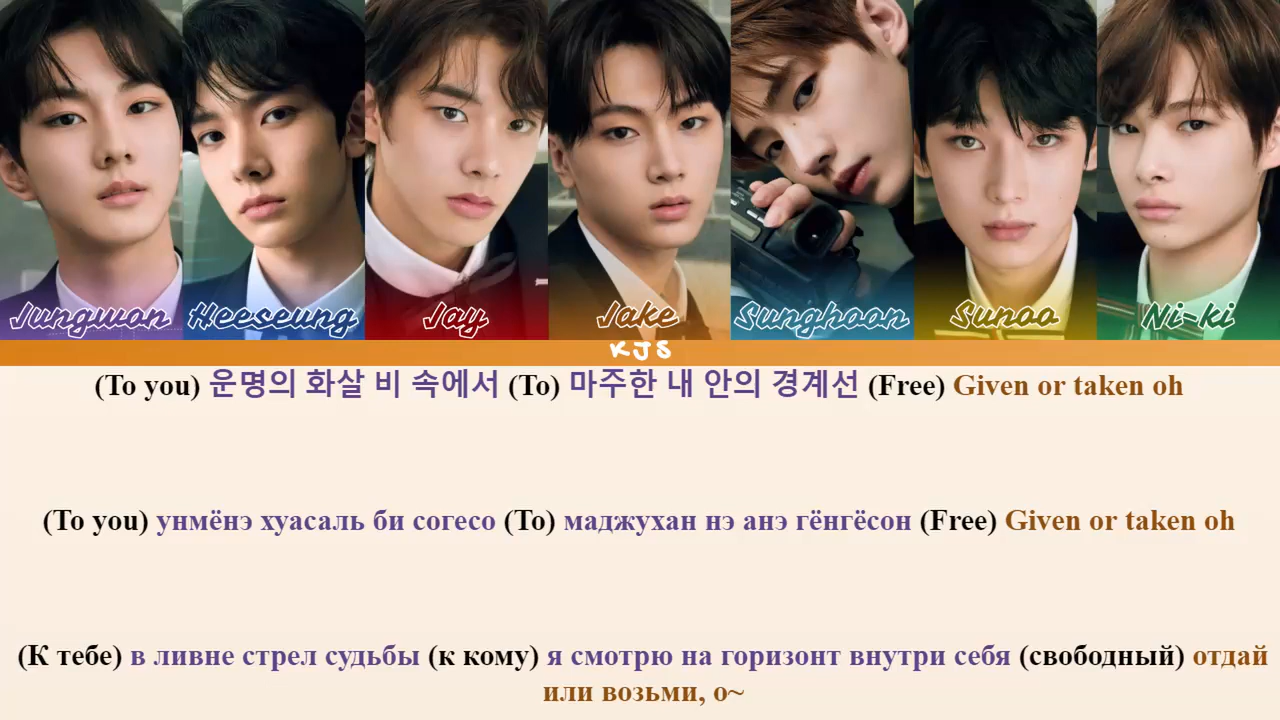 Jungwon Heeseung Jay Jake Sunghoon Sunoo Ni-ki
KJS
(To you) 운명의 화살 비 속에서 (To) 마주한 내 안의 경계선 (Free) Given or taken oh
(To you) унмёнэ хуасаль би согесо (To) маджухан нэ анэ гёнгёсон (Free) Given or taken oh
(К тебе) в ливне стрел судьбы (к кому) я смотрю на горизонт внутри себя (свободный) отдай
или возьми, о~